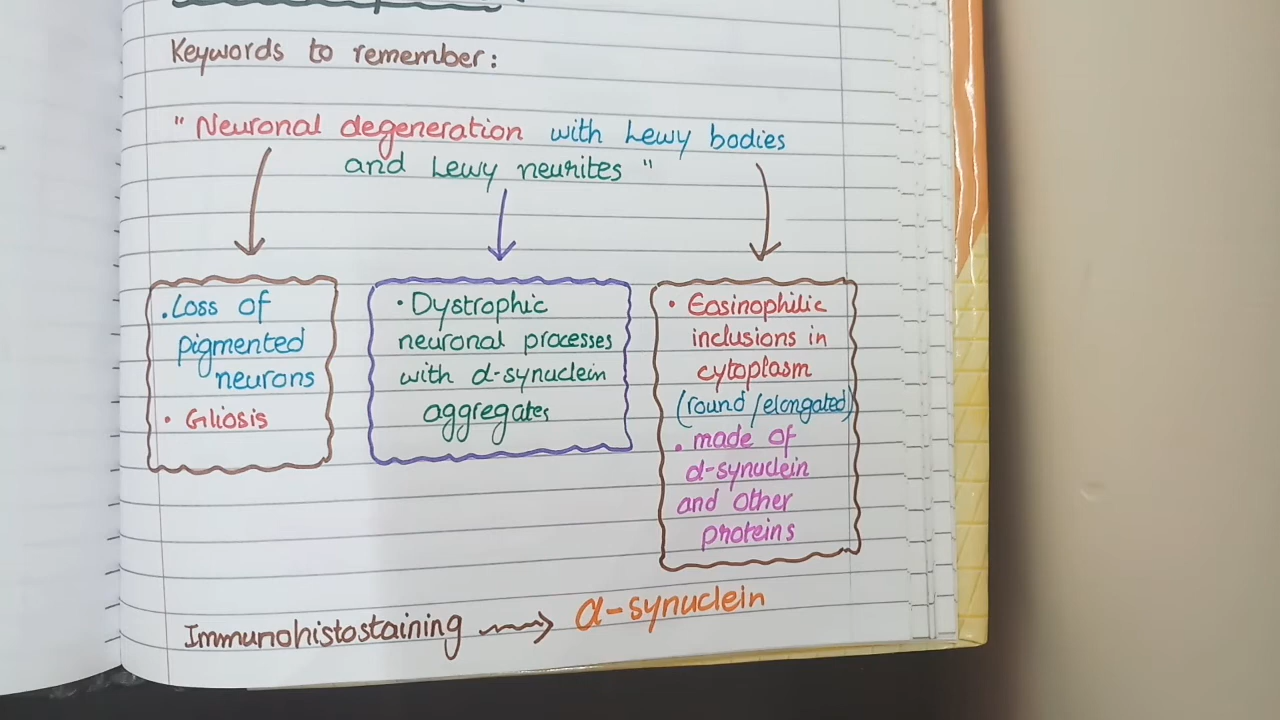 Keywords to remember:
" Neuronal degeneration with Lewy bodies
and Lewy neurites "
• Loss of
pigmented
neurons
• Gliosis
• Dystrophic
neuronal processes
with α-synuclein
aggregates
• Eosinophilic
inclusions in
cytoplasm
(round/elongated)
• made of
α-synuclein
and other
proteins
Immunohistostaining → α-synuclein